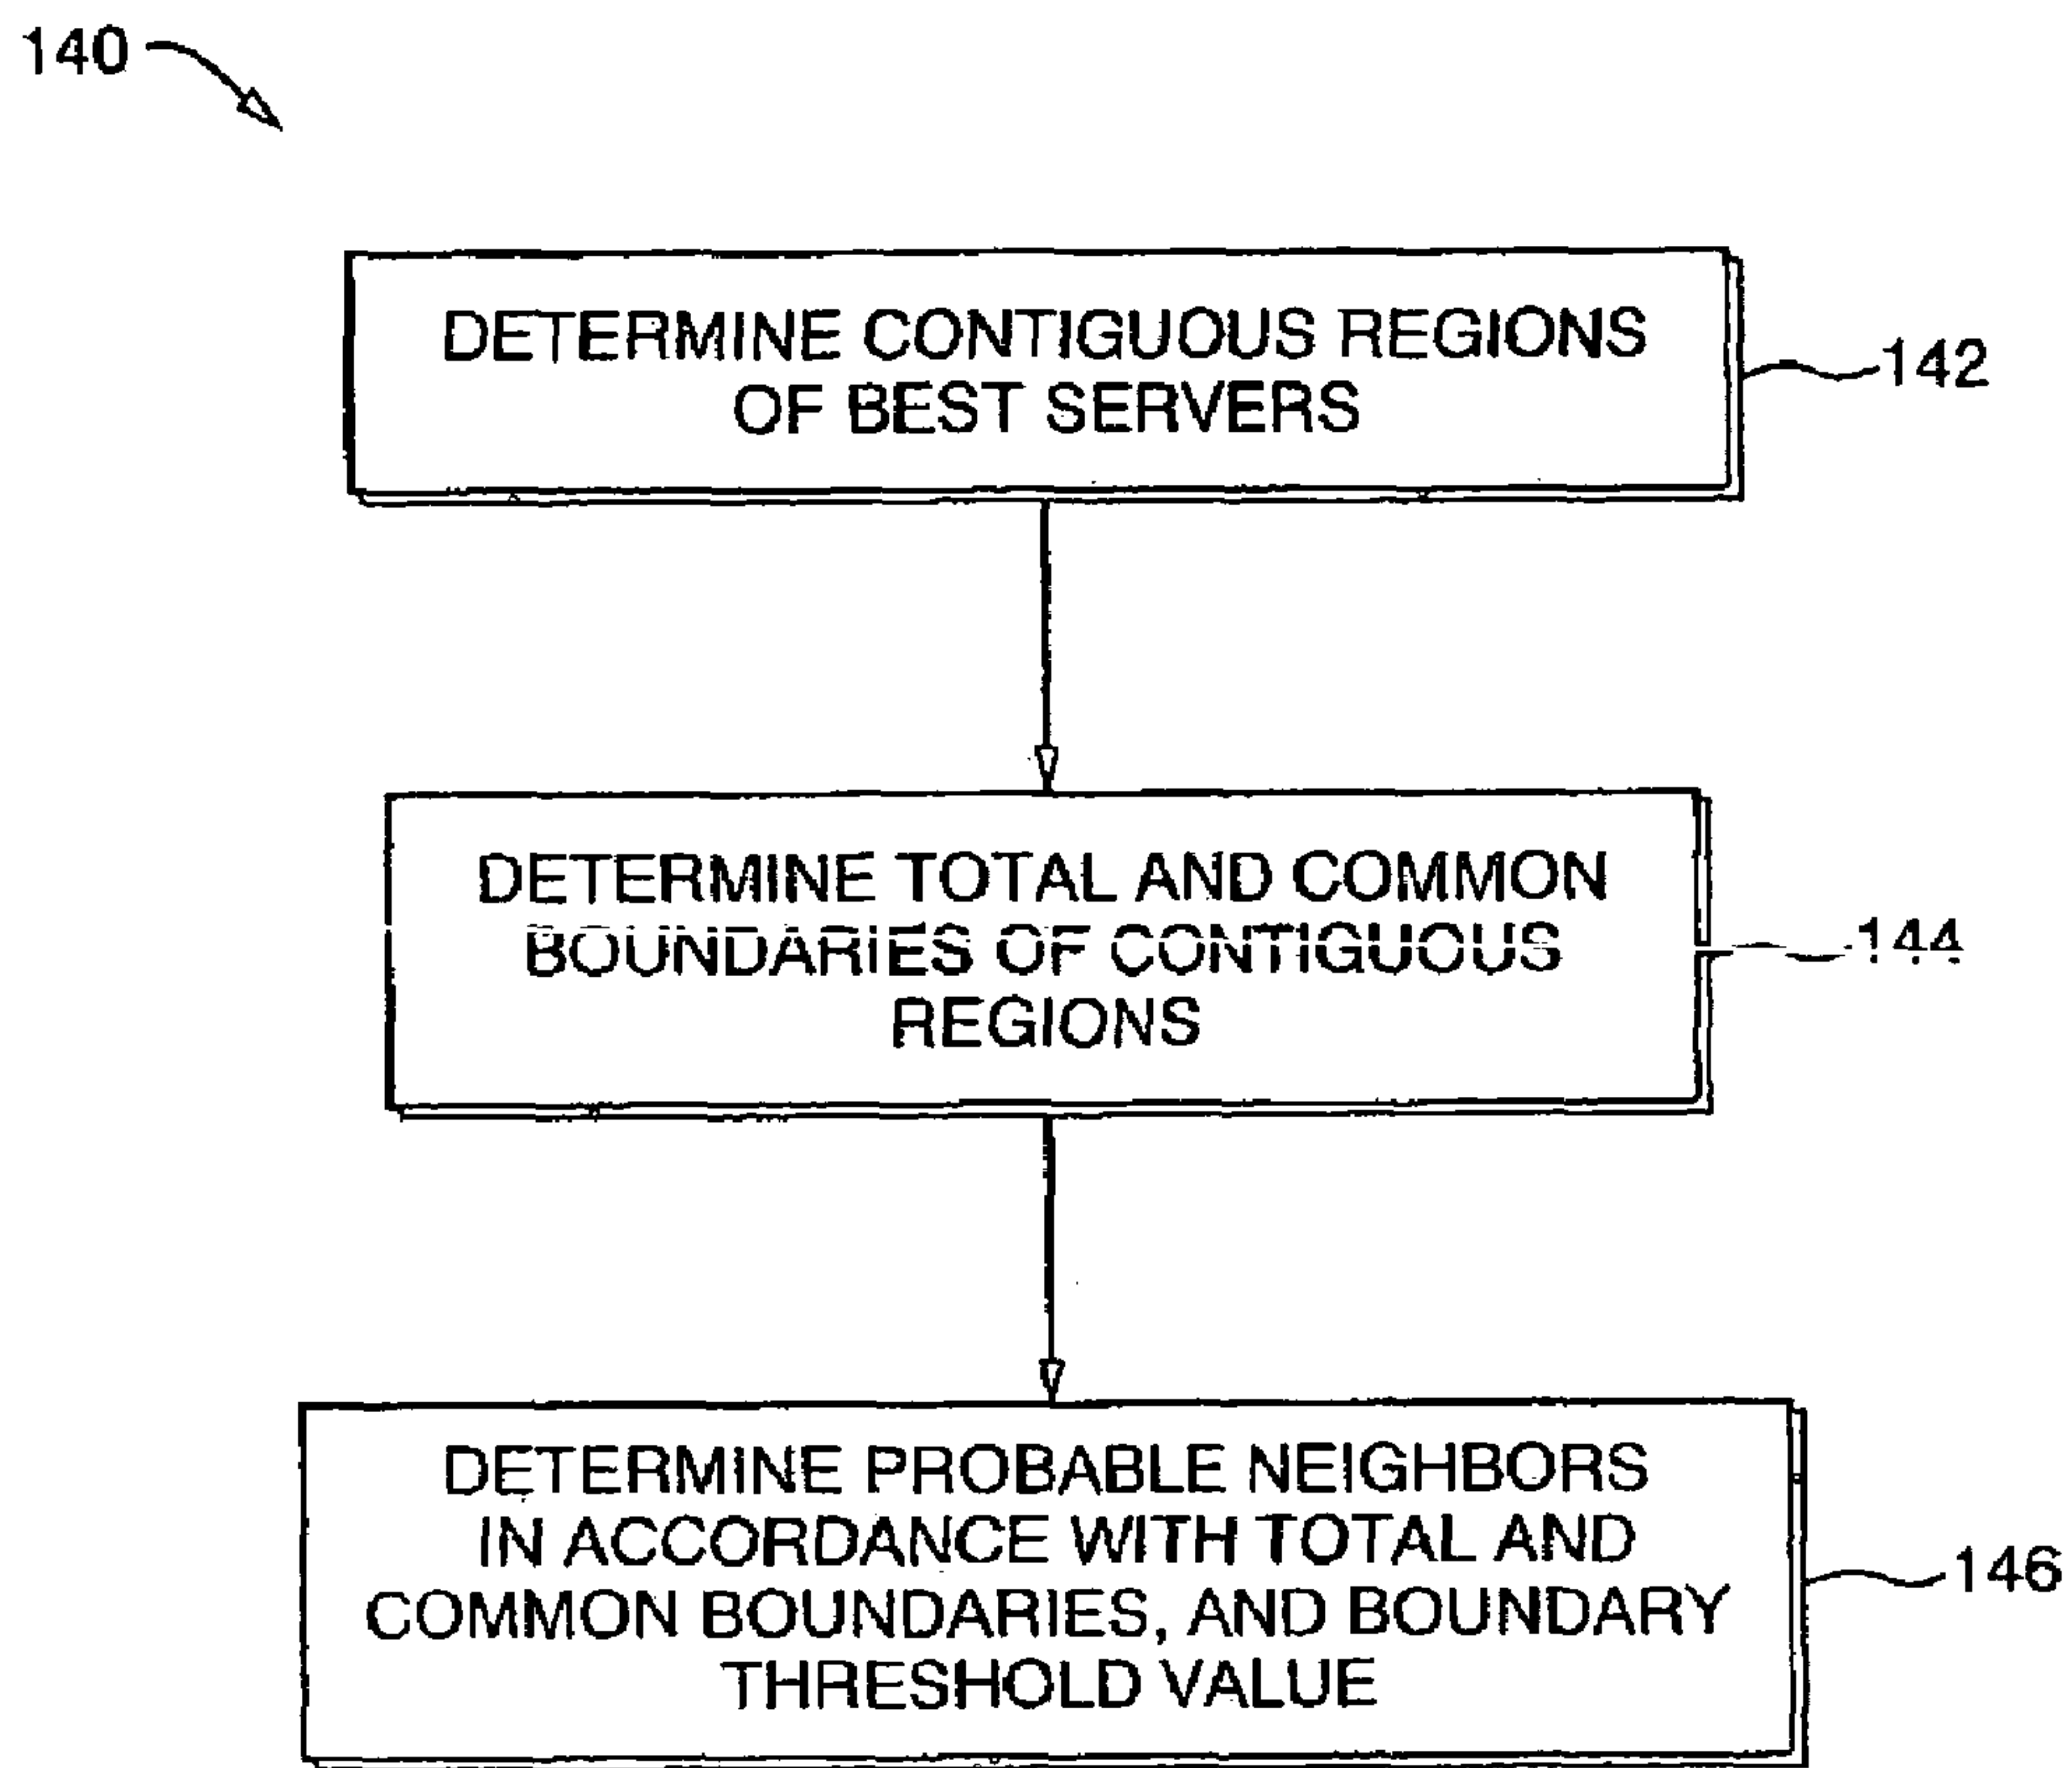 140
DETERMINE CONTIGUOUS REGIONS
OF BEST SERVERS
142
DETERMINE TOTAL AND COMMON
BOUNDARIES OF CONTIGUOUS
REGIONS
144
DETERMINE PROBABLE NEIGHBORS
IN ACCORDANCE WITH TOTAL AND
COMMON BOUNDARIES, AND BOUNDARY
THRESHOLD VALUE
146